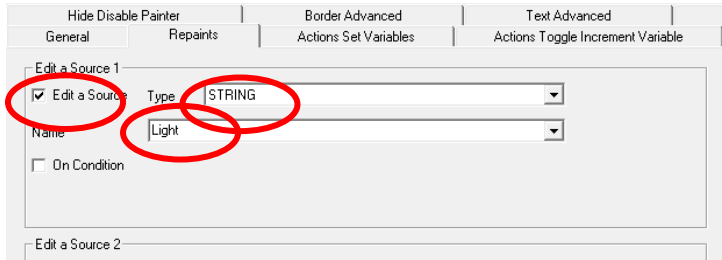 Hide Disable Painter Border Advanced Text Advanced
General Repaints Actions Set Variables Actions Toggle Increment Variable
Edit a Source 1
Edit a Source Type STRING
Name Light
On Condition
Edit a Source 2